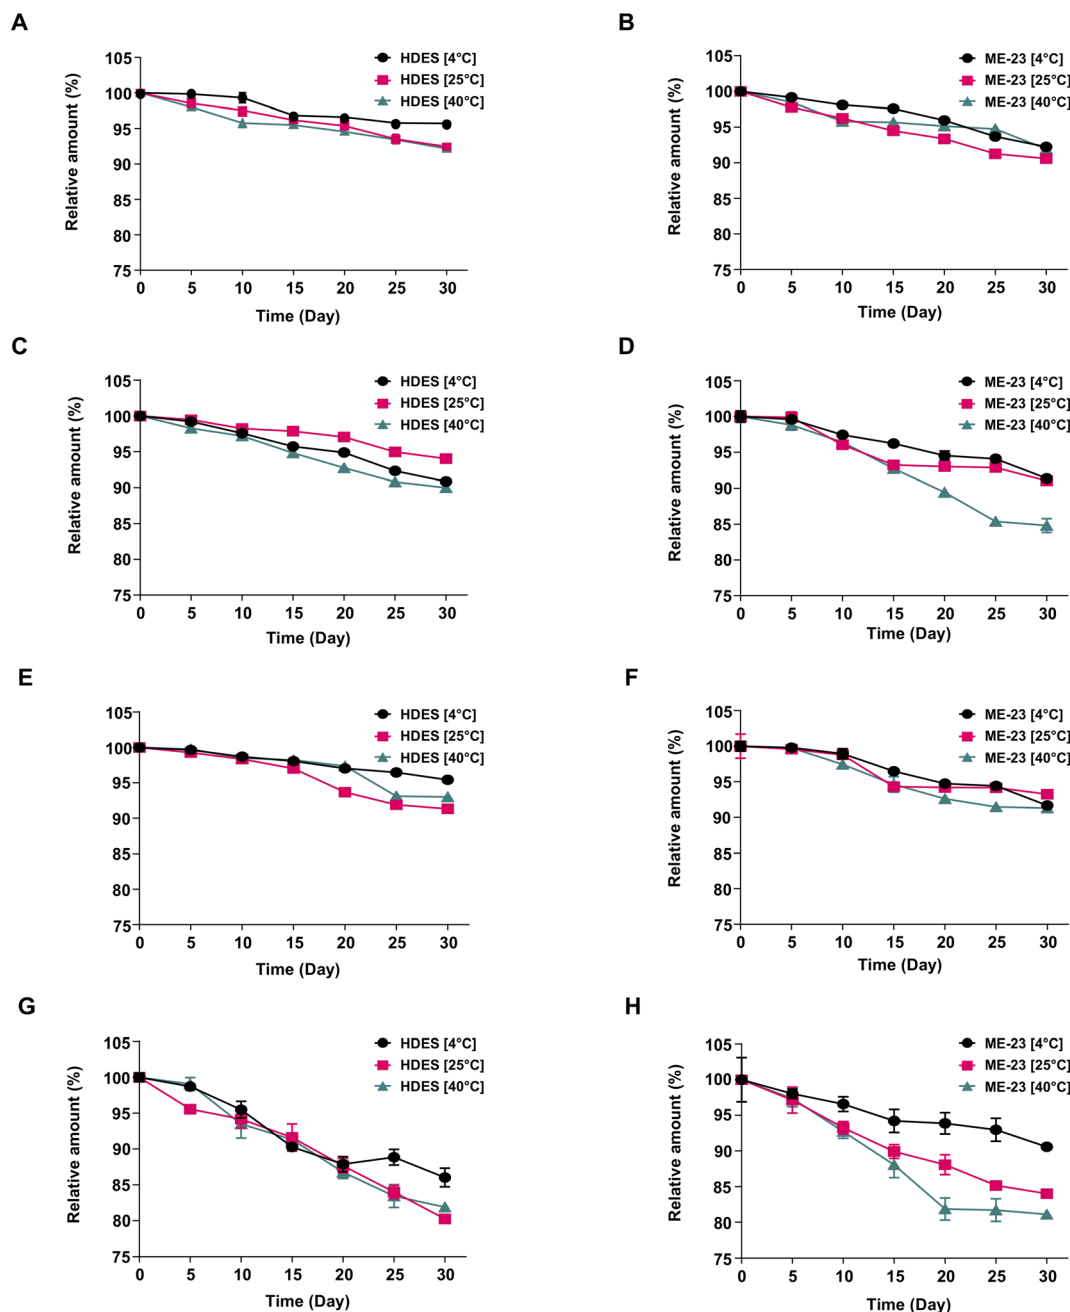 A
Relative amount (%)
105
100
95
90
85
80
75
0 5 10 15 20 25 30
Time (Day)
HDES [4°C]
HDES [25°C]
HDES [40°C]
B
Relative amount (%)
105
100
95
90
85
80
75
0 5 10 15 20 25 30
Time (Day)
ME-23 [4°C]
ME-23 [25°C]
ME-23 [40°C]
C
Relative amount (%)
105
100
95
90
85
80
75
0 5 10 15 20 25 30
Time (Day)
HDES [4°C]
HDES [25°C]
HDES [40°C]
D
Relative amount (%)
105
100
95
90
85
80
75
0 5 10 15 20 25 30
Time (Day)
ME-23 [4°C]
ME-23 [25°C]
ME-23 [40°C]
E
Relative amount (%)
105
100
95
90
85
80
75
0 5 10 15 20 25 30
Time (Day)
HDES [4°C]
HDES [25°C]
HDES [40°C]
F
Relative amount (%)
105
100
95
90
85
80
75
0 5 10 15 20 25 30
Time (Day)
ME-23 [4°C]
ME-23 [25°C]
ME-23 [40°C]
G
Relative amount (%)
105
100
95
90
85
80
75
0 5 10 15 20 25 30
Time (Day)
HDES [4°C]
HDES [25°C]
HDES [40°C]
H
Relative amount (%)
105
100
95
90
85
80
75
0 5 10 15 20 25 30
Time (Day)
ME-23 [4°C]
ME-23 [25°C]
ME-23 [40°C]